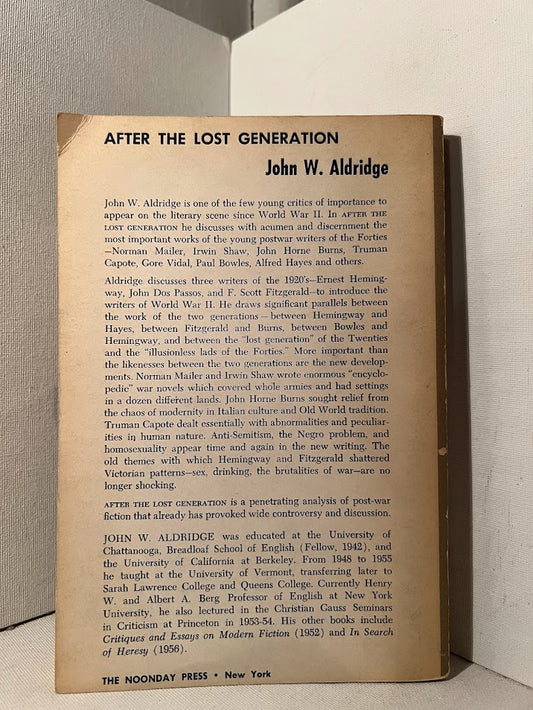 AFTER THE LOST GENERATION
John W. Aldridge
John W. Aldridge is one of the few young critics of importance to
appear on the literary scene since World War II. In AFTER THE
LOST GENERATION he discusses with acumen and discernment the
most important works of the young postwar writers of the Forties
—Norman Mailer, Irwin Shaw, John Horne Burns, Truman
Capote, Gore Vidal, Paul Bowles, Alfred Hayes and others.
Aldridge discusses three writers of the 1920's—Ernest Heming-
way, John Dos Passos, and F. Scott Fitzgerald—to introduce the
writers of World War II. He draws significant parallels between
the work of the two generations—between Hemingway and
Hayes, between Fitzgerald and Burns, between Bowles and
Hemingway, and between the "lost generation" of the Twenties
and the "illusionless lads of the Forties." More important than
the likenesses between the two generations are the new develop-
ments. Norman Mailer and Irwin Shaw wrote enormous "encyclo-
pedic" war novels which covered whole armies and had settings
in a dozen different lands. John Horne Burns sought relief from
the chaos of modernity in Italian culture and Old World tradition.
Truman Capote dealt essentially with abnormalities and peculiar-
ities in human nature. Anti-Semitism, the Negro problem, and
homosexuality appear time and again in the new writing. The
old themes with which Hemingway and Fitzgerald shattered
Victorian patterns—sex, drinking, the brutalities of war—are no
longer shocking.
AFTER THE LOST GENERATION is a penetrating analysis of post-war
fiction that already has provoked wide controversy and discussion.
JOHN W. ALDRIDGE was educated at the University of
Chattanooga, Breadloaf School of English (Fellow, 1942), and
the University of California at Berkeley. From 1948 to 1955
he taught at the University of Vermont, transferring later to
Sarah Lawrence College and Queens College. Currently Henry
W. and Albert A. Berg Professor of English at New York
University, he also lectured in the Christian Gauss Seminars
in Criticism at Princeton in 1953-54. His other books include
Critiques and Essays on Modern Fiction (1952) and In Search
of Heresy (1956).
THE NOONDAY PRESS • New York